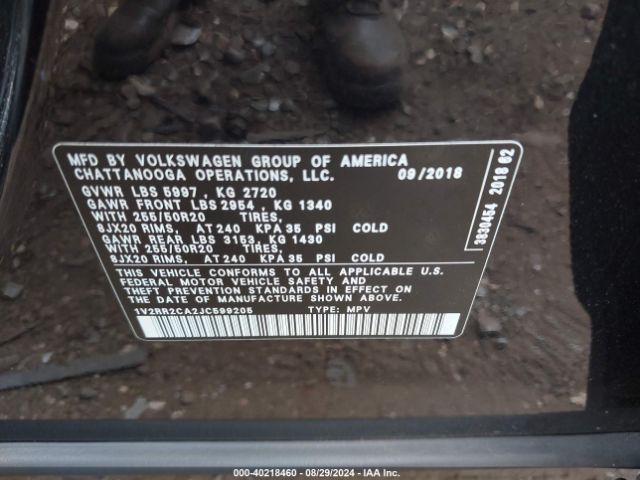 MFD BY VOLKSWAGEN GROUP OF AMERICA
CHATTANOOGA OPERATIONS, LLC. 09/2018
GVWR LBS 5997 , KG 2720
GAWR FRONT LBS 2954 , KG 1340
WITH 255/50R20 TIRES,
8JX20 RIMS, AT 240 KPA 35 PSI COLD
GAWR REAR LBS 3153, KG 1430
WITH 255/50R20 TIRES,
8JX20 RIMS, AT 240 KPA 35 PSI COLD
THIS VEHICLE CONFORMS TO ALL APPLICABLE U.S.
FEDERAL MOTOR VEHICLE SAFETY AND
THEFT PREVENTION STANDARDS IN EFFECT ON
THE DATE OF MANUFACTURE SHOWN ABOVE.
1V2RR2CA2JC599205 TYPE: MPV
3830454 2018 62
000-40218460 - 08/29/2024 - IAA Inc.